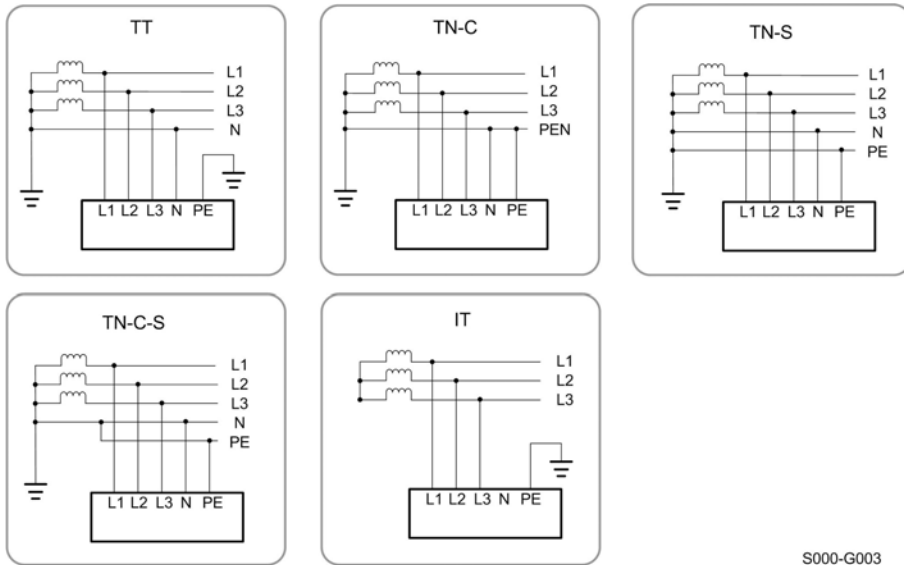 TT
L1
L2
L3
N
L1 L2 L3 N PE
TN-C
L1
L2
L3
PEN
L1 L2 L3 N PE
TN-S
L1
L2
L3
N
PE
L1 L2 L3 N PE
TN-C-S
L1
L2
L3
N
PE
L1 L2 L3 N PE
IT
L1
L2
L3
L1 L2 L3 N PE
S000-G003